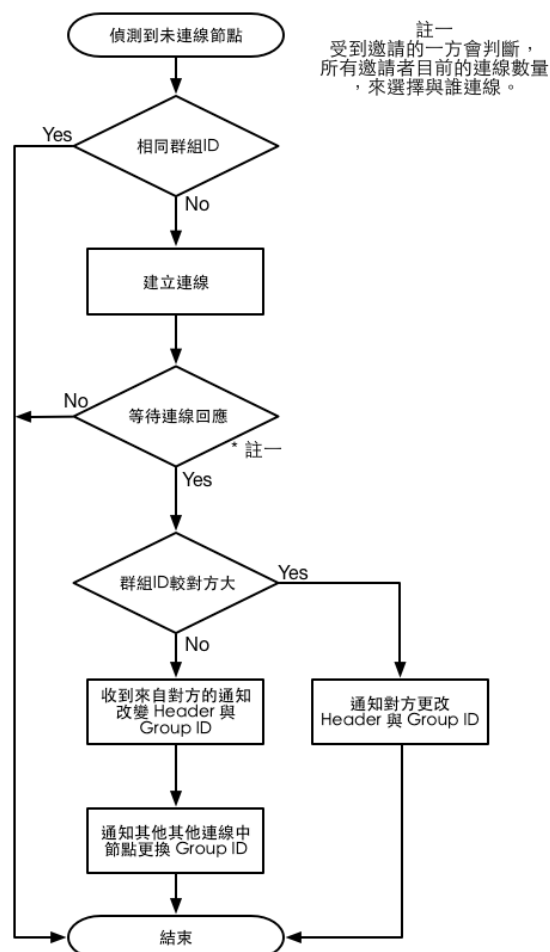 偵測到未連線節點
註一
受到邀請的一方會判斷，
所有邀請者目前的連線數量
，來選擇與誰連線。
Yes
相同群組ID
No
建立連線
No
等待連線回應
* 註一
Yes
群組ID較對方大
Yes
No
收到來自對方的通知
改變 Header 與
Group ID
通知對方更改
Header 與 Group ID
通知其他其他連線中
節點更換 Group ID
結束